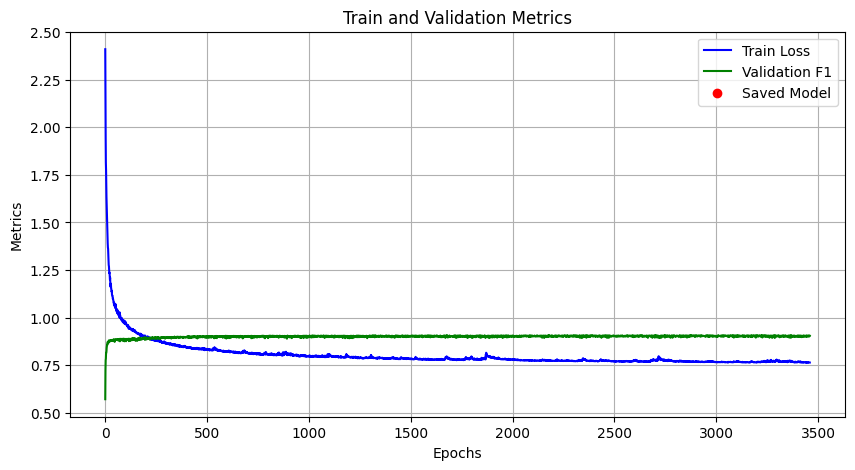 Train and Validation Metrics
2.50
2.25
2.00
1.75
1.50
1.25
1.00
0.75
0.50
Metrics
Train Loss
Validation F1
Saved Model
0 500 1000 1500 2000 2500 3000 3500
Epochs